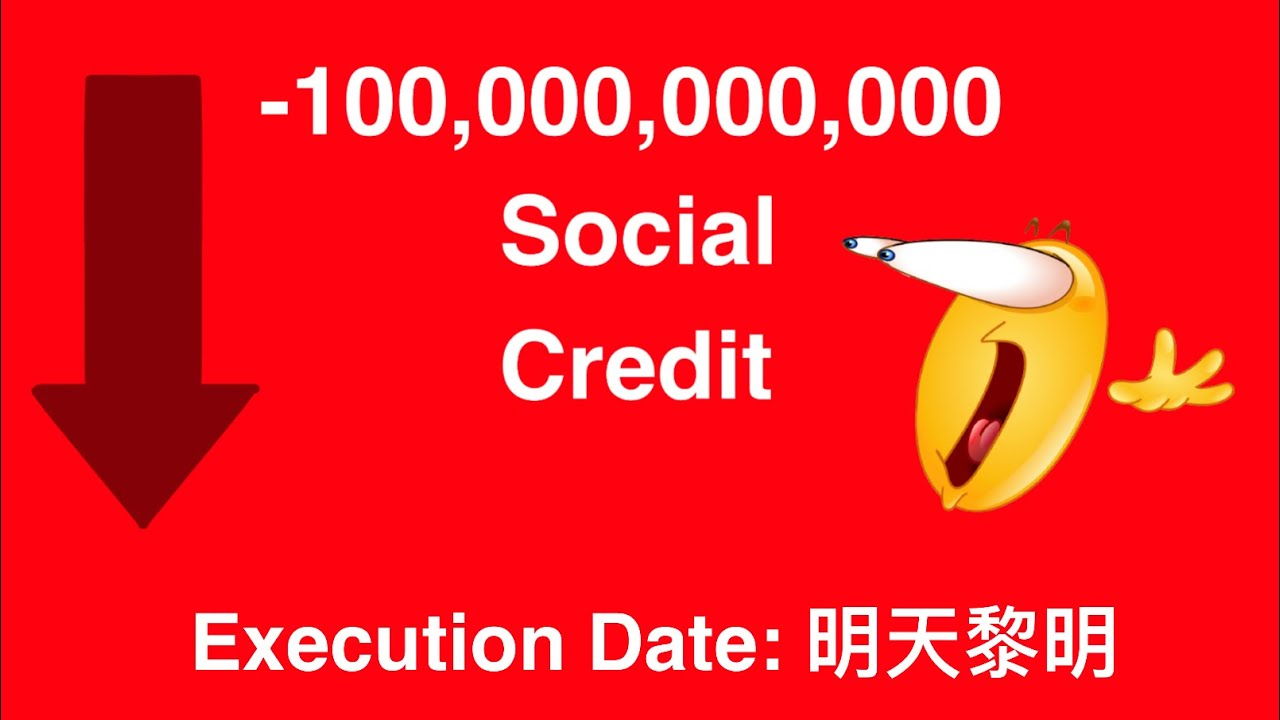 -100,000,000,000
Social
Credit
Execution Date: 明天黎明